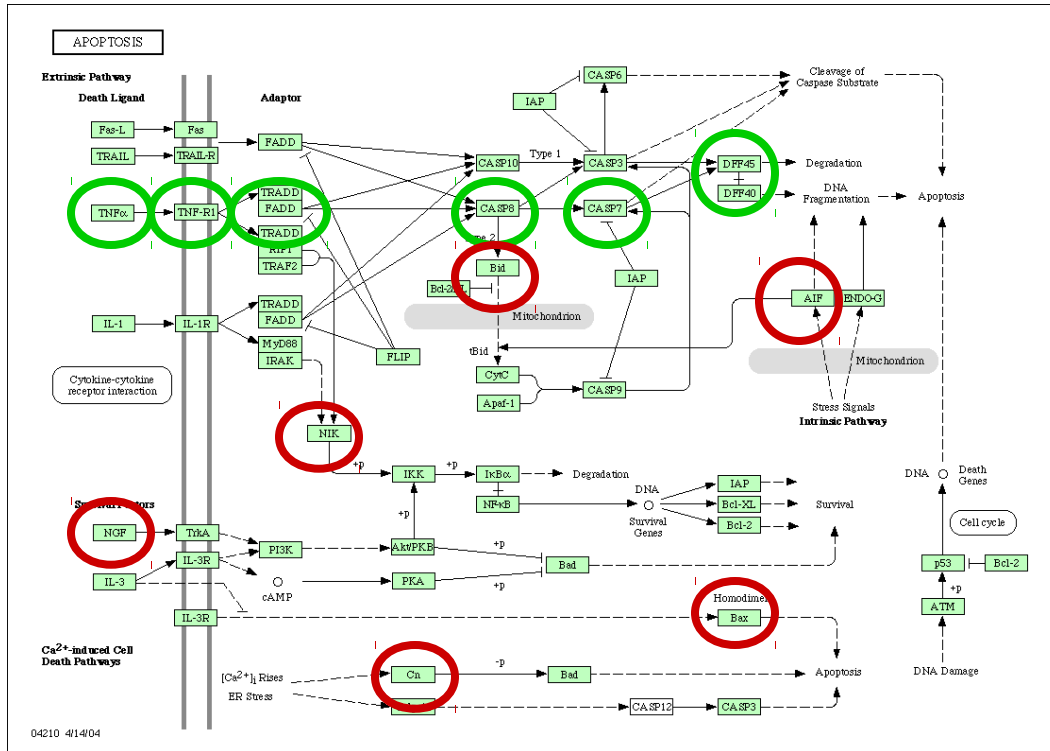 APOPTOSIS
Extrinsic Pathway
Death Ligand
Adaptor
Fas-L
Fas
FADD
TRAIL
TRAIL-R
TNFα
TNF-R1
TRADD
FADD
TRADD
RIP1
TRAF2
IL-1
IL-1R
TRADD
FADD
MyD88
IRAK
FLIP
Cytokine-cytokine
receptor interaction
CASP6
IAP
CASP10
Type 1
CASP3
CASP8
CASP7
Type 2
Bid
IAP
Mitochondrion
tBid
CytC
Apaf-1
CASP9
Cleavage of
Caspase Substrate
DFF45
Degradation
DFF40
DNA
Fragmentation
Apoptosis
AIF
ENDO-G
Mitochondrion
Stress Signals
Intrinsic Pathway
NIK
+p
IKK
+p
IκBα
Degradation
NFκB
DNA
Survival
Genes
IAP
Bcl-XL
Bcl-2
Survival
DNA
Death
Genes
Cell cycle
p53
Bcl-2
+p
ATM
DNA Damage
Survival Factors
NGF
TrkA
PI3K
+p
Akt/PKB
+p
Bad
IL-3
IL-3R
cAMP
PKA
+p
IL-3R
Homodimer
Bax
Ca2+-induced Cell
Death Pathways
[Ca2+]i Rises
ER Stress
Cn
-p
Bad
Apoptosis
CASP12
CASP3
04210 4/14/04